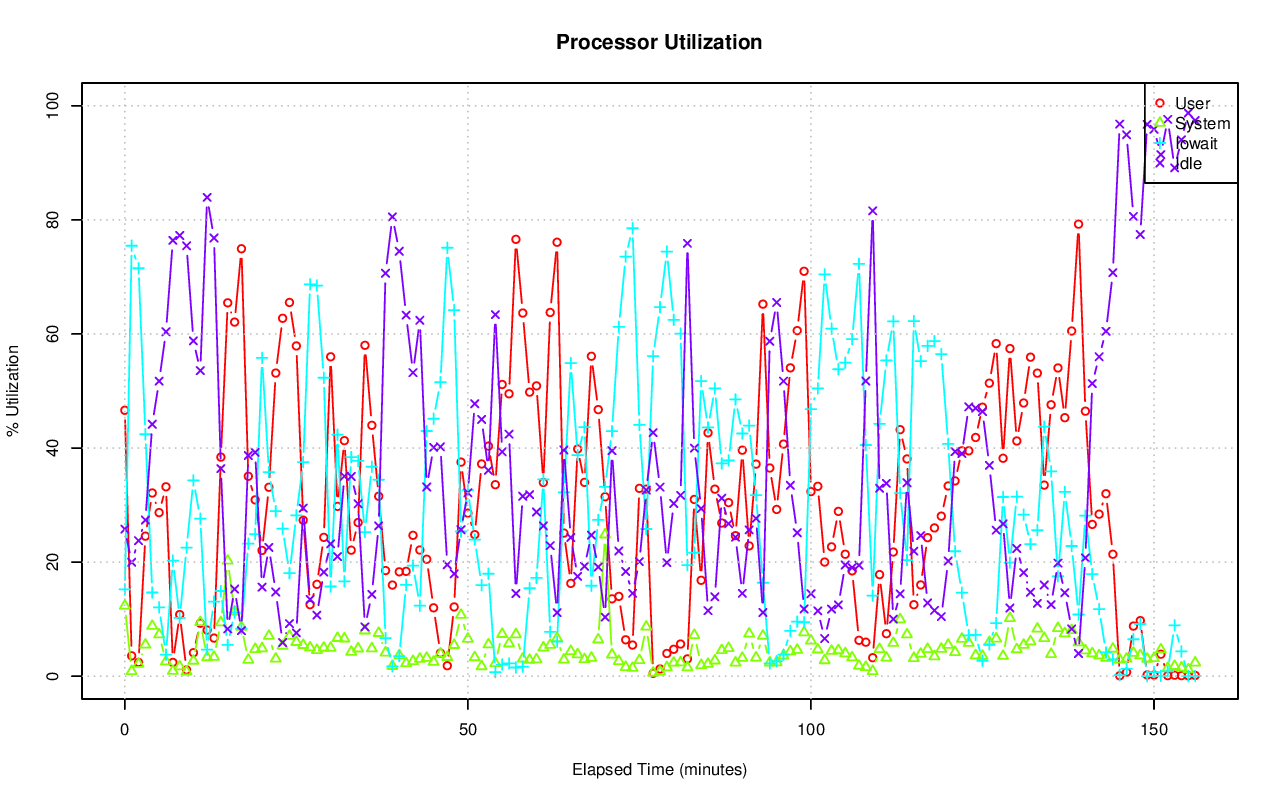 Processor Utilization
% Utilization
100
80
60
40
20
0
User
System
Iowait
Idle
0 50 100 150
Elapsed Time (minutes)